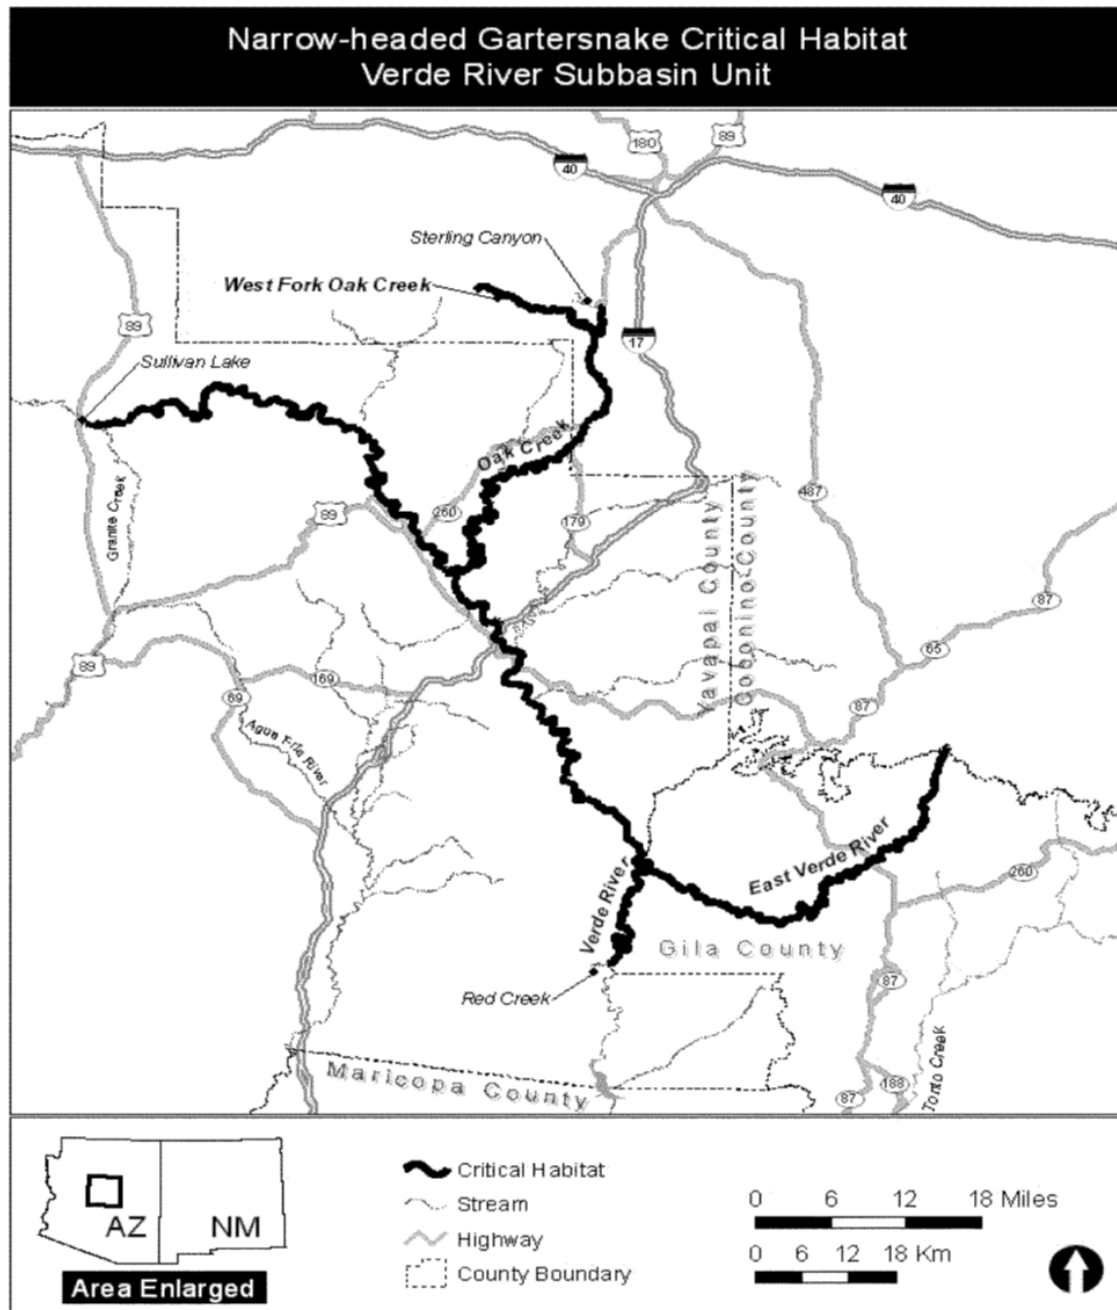 Narrow-headed Gartersnake Critical Habitat
Verde River Subbasin Unit
180
89
40
40
Sterling Canyon
West Fork Oak Creek
89
17
Sullivan Lake
Oak Creek
Granite Creek
89
260
179
487
Yavapai County
Coconino County
87
65
89
169
69
87
Agua Fria River
East Verde River
260
Verde River
Gila County
87
Red Creek
Tonto Creek
Maricopa County
87
188
AZ
NM
Area Enlarged
Critical Habitat
Stream
Highway
County Boundary
0 6 12 18 Miles
0 6 12 18 Km